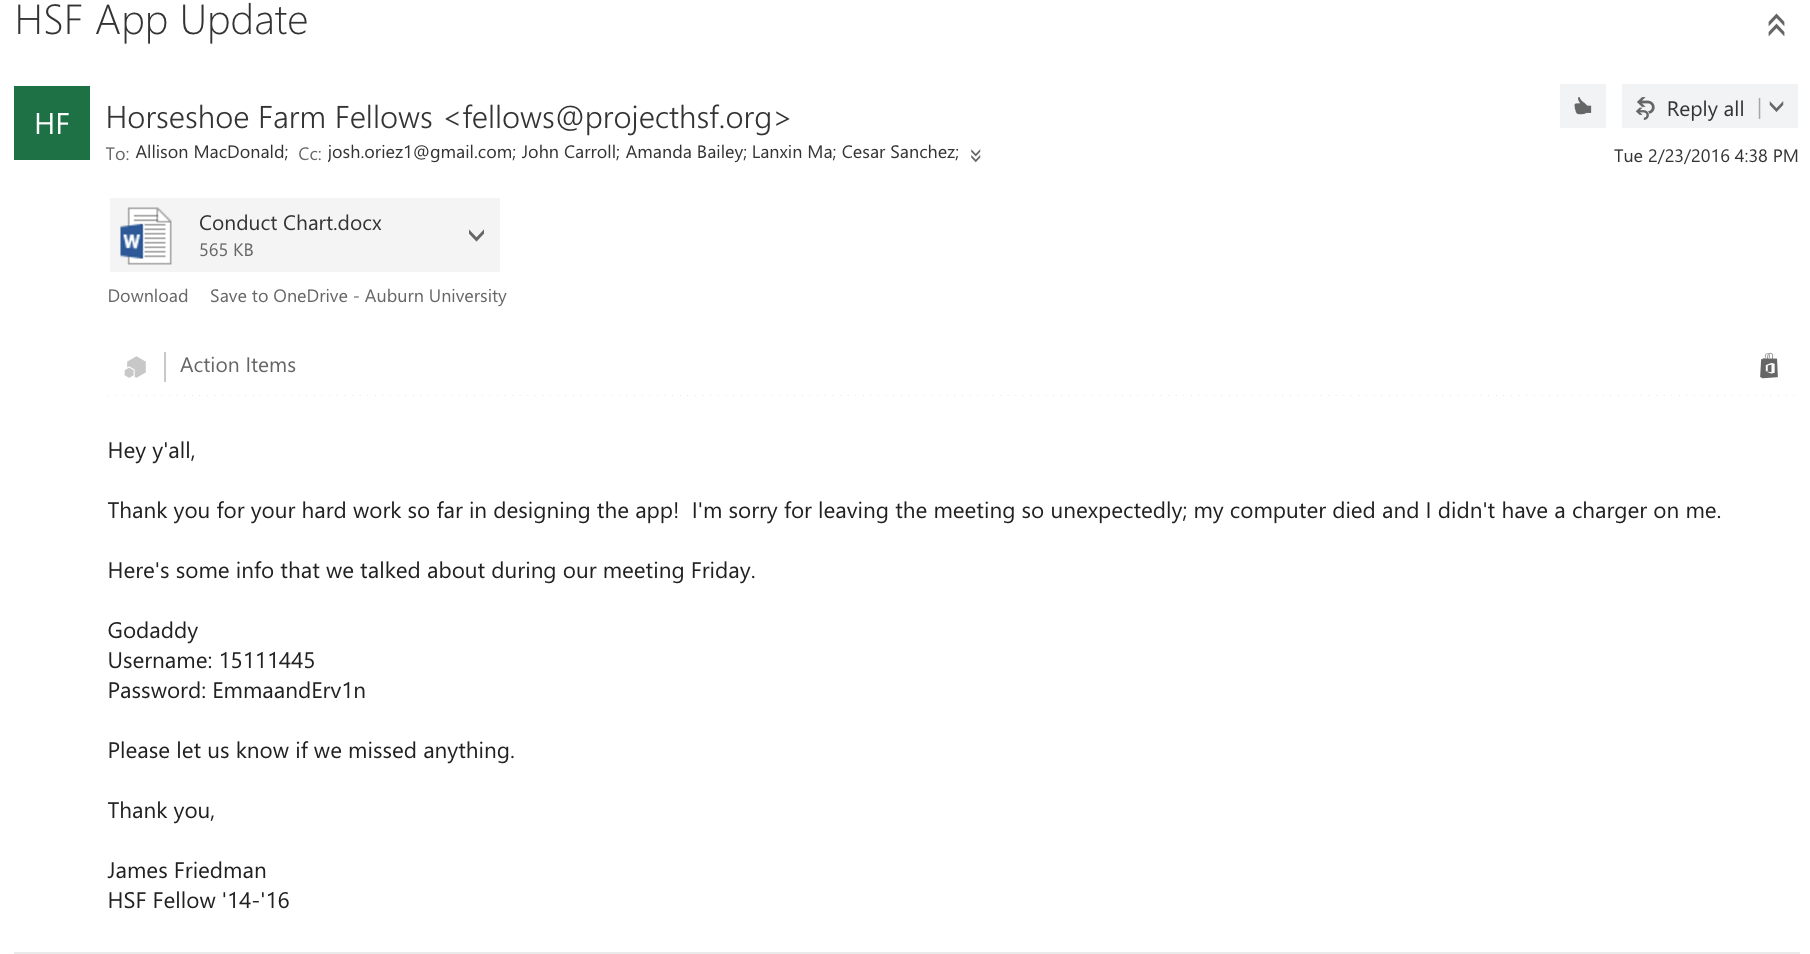 HSF App Update
HF
Horseshoe Farm Fellows <fellows@projecthsf.org>
Reply all
To: Allison MacDonald; Cc: josh.oriez1@gmail.com; John Carroll; Amanda Bailey; Lanxin Ma; Cesar Sanchez;
Tue 2/23/2016 4:38 PM
W
Conduct Chart.docx
565 KB
Download Save to OneDrive - Auburn University
Action Items
Hey y'all,
Thank you for your hard work so far in designing the app!  I'm sorry for leaving the meeting so unexpectedly; my computer died and I didn't have a charger on me.
Here's some info that we talked about during our meeting Friday.
Godaddy
Username: 15111445
Password: EmmaandErv1n
Please let us know if we missed anything.
Thank you,
James Friedman
HSF Fellow '14-'16